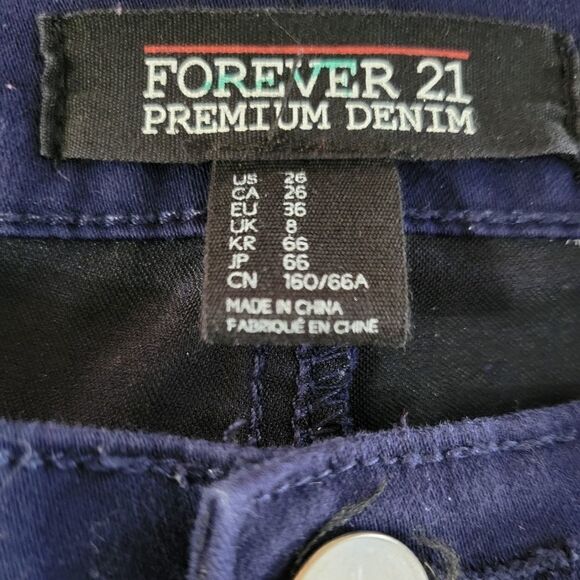 FOREVER 21
PREMIUM DENIM
US 26
CA 26
EU 36
UK 8
KR 66
JP 66
CN 160/66A
MADE IN CHINA
FABRIQUÉ EN CHINE